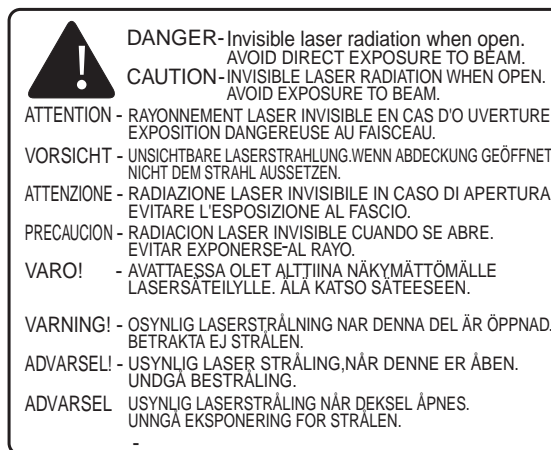 DANGER-Invisible laser radiation when open.
AVOID DIRECT EXPOSURE TO BEAM.
CAUTION-INVISIBLE LASER RADIATION WHEN OPEN.
AVOID EXPOSURE TO BEAM.
ATTENTION - RAYONNEMENT LASER INVISIBLE EN CAS D'O UVERTURE
EXPOSITION DANGEREUSE AU FAISCEAU.
VORSICHT - UNSICHTBARE LASERSTRAHLUNG.WENN ABDECKUNG GEÖFFNET
NICHT DEM STRAHL AUSSETZEN.
ATTENZIONE - RADIAZIONE LASER INVISIBILE IN CASO DI APERTURA
EVITARE L'ESPOSIZIONE AL FASCIO.
PRECAUCION - RADIACION LASER INVISIBLE CUANDO SE ABRE.
EVITAR EXPONERSE-AL RAYO.
VARO! - AVATTAESSA OLET ALTTIINA NÄKYMÄTTÖMÄLLE
LASERSÄTEILYLLE. ÄLÄ KATSO SÄTEESEEN.
VARNING! - OSYNLIG LASERSTRÅLNING NAR DENNA DEL ÄR ÖPPNAD.
BETRAKTA EJ STRÅLEN.
ADVARSEL! - USYNLIG LASER STRÅLING,NÅR DENNE ER ÅBEN.
UNDGÅ BESTRÅLING.
ADVARSEL USYNLIG LASERSTRÅLING NÅR DEKSEL ÅPNES.
UNNGÅ EKSPONERING FOR STRÅLEN.
-